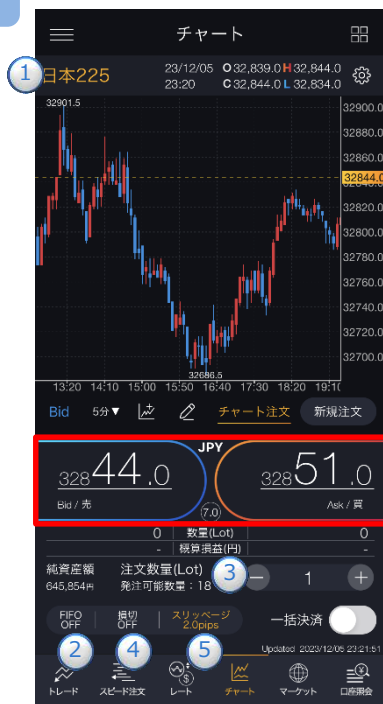 チャート
① 日本225 23/12/05 O 32,839.0 H 32,844.0
23:20 C 32,844.0 L 32,834.0
32901.5
32900.0
32880.0
32860.0
32844.0
32820.0
32800.0
32780.0
32760.0
32740.0
32720.0
32700.0
32686.5
13:20 14:10 15:00 15:50 16:40 17:30 18:20 19:10
Bid 5分▼ チャート注文 新規注文
JPY
32844.0 32851.0
Bid / 売 7.0 Ask / 買
0 数量(Lot) 0
- 概算損益(円) -
純資産額 注文数量(Lot) ③ − 1 +
645,854円 発注可能数量:18
FIFO OFF 損切 OFF スリッページ 2.0pips 一括決済
② ④ ⑤
Updated 2023/12/05 23:21:51
トレード スピード注文 レート チャート マーケット 口座照会